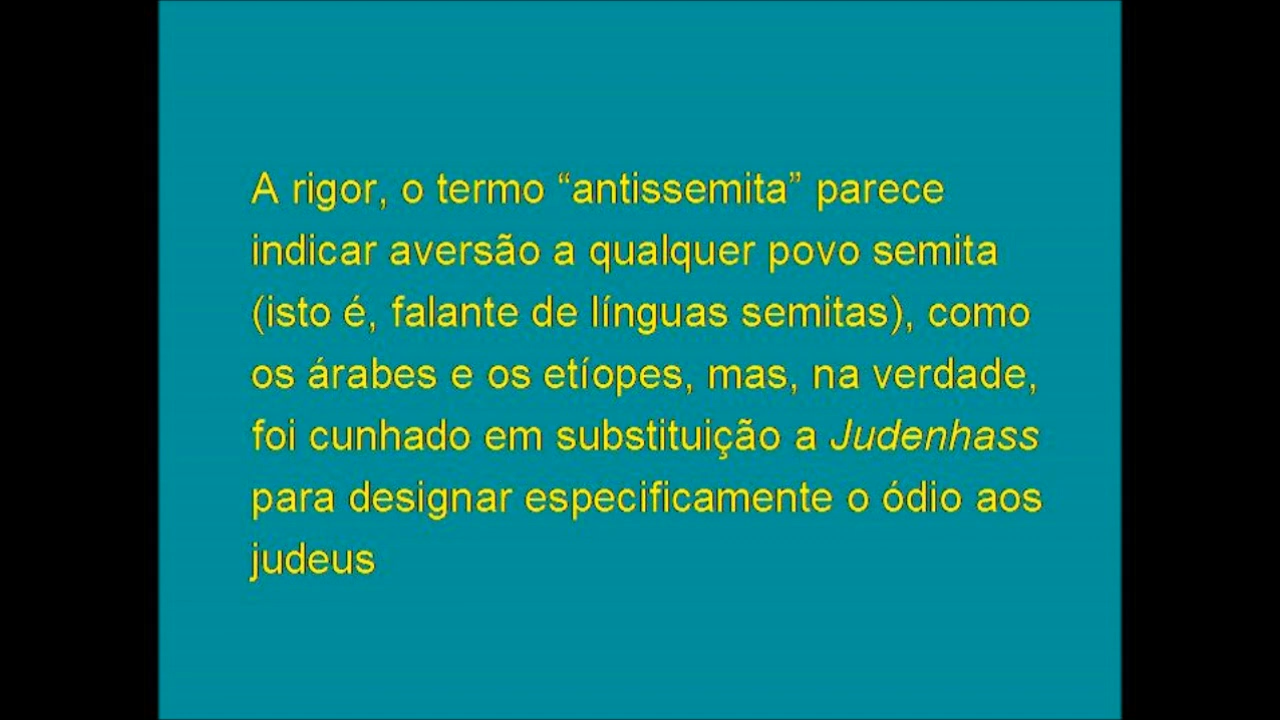 A rigor, o termo “antissemita” parece
indicar aversão a qualquer povo semita
(isto é, falante de línguas semitas), como
os árabes e os etíopes, mas, na verdade,
foi cunhado em substituição a Judenhass
para designar especificamente o ódio aos
judeus